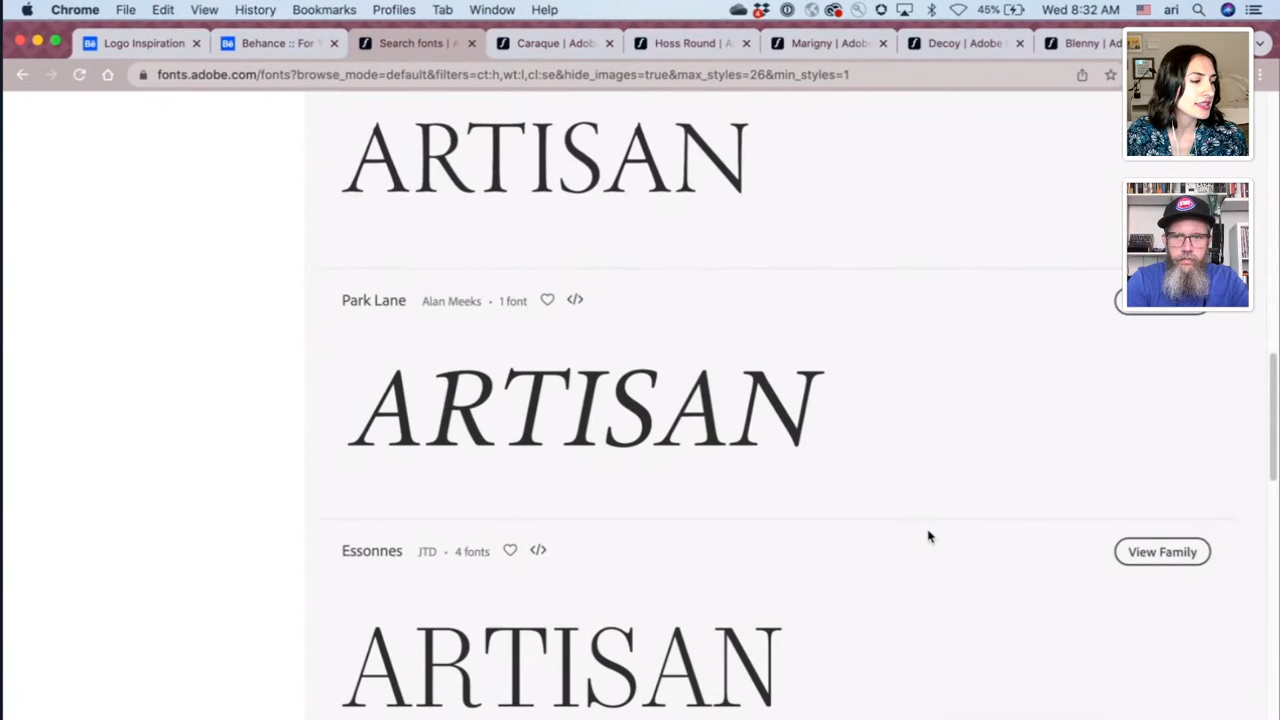 Chrome File Edit View History Bookmarks Profiles Tab Window Help 45% Wed 8:32 AM ari
Bē Logo Inspiration Bē Behance :: For Search fonts | A Caraque | Adob Hoss Round | A Marigny | Adob Decoy | Adobe Blenny | Ad
fonts.adobe.com/fonts?browse_mode=default&filters=ct:h,wt:l,cl:se&hide_images=true&max_styles=26&min_styles=1
ARTISAN
Park Lane Alan Meeks • 1 font </>
ARTISAN
Essonnes JTD • 4 fonts </> View Family
ARTISAN